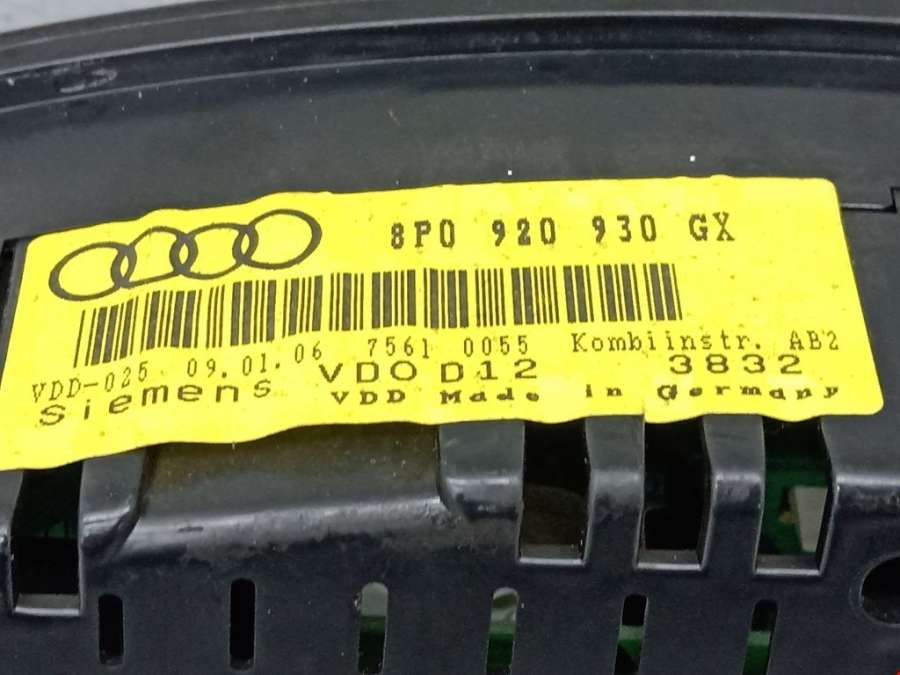 8P0 920 930 GX
VDD-025 09.01.06 7561 0055 Kombiinstr. AB2
Siemens VDO D12 3832
VDD Made in Germany